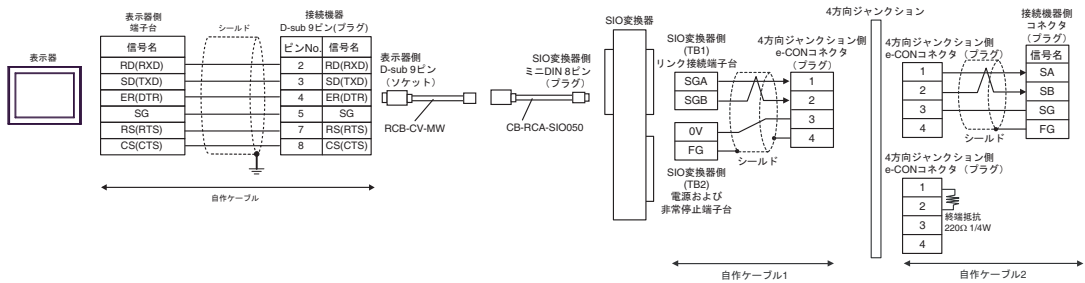 表示器
表示器側
端子台
信号名
RD(RXD)
SD(TXD)
ER(DTR)
SG
RS(RTS)
CS(CTS)
シールド
接続機器
D-sub 9ピン(プラグ)
ピンNo. 信号名
2 RD(RXD)
3 SD(TXD)
4 ER(DTR)
5 SG
7 RS(RTS)
8 CS(CTS)
自作ケーブル
表示器側
D-sub 9ピン
(ソケット)
RCB-CV-MW
SIO変換器側
ミニDIN 8ピン
(プラグ)
CB-RCA-SIO050
SIO変換器
SIO変換器側
(TB1)
リンク接続端子台
SGA
SGB
0V
FG
SIO変換器側
(TB2)
電源および
非常停止端子台
シールド
4方向ジャンクション側
e-CONコネクタ
(プラグ)
1
2
3
4
自作ケーブル1
4方向ジャンクション
4方向ジャンクション側
e-CONコネクタ (プラグ)
1
2
3
4
シールド
接続機器側
コネクタ
(プラグ)
信号名
SA
SB
SG
FG
4方向ジャンクション側
e-CONコネクタ (プラグ)
1
2
3
4
終端抵抗
220Ω 1/4W
自作ケーブル2